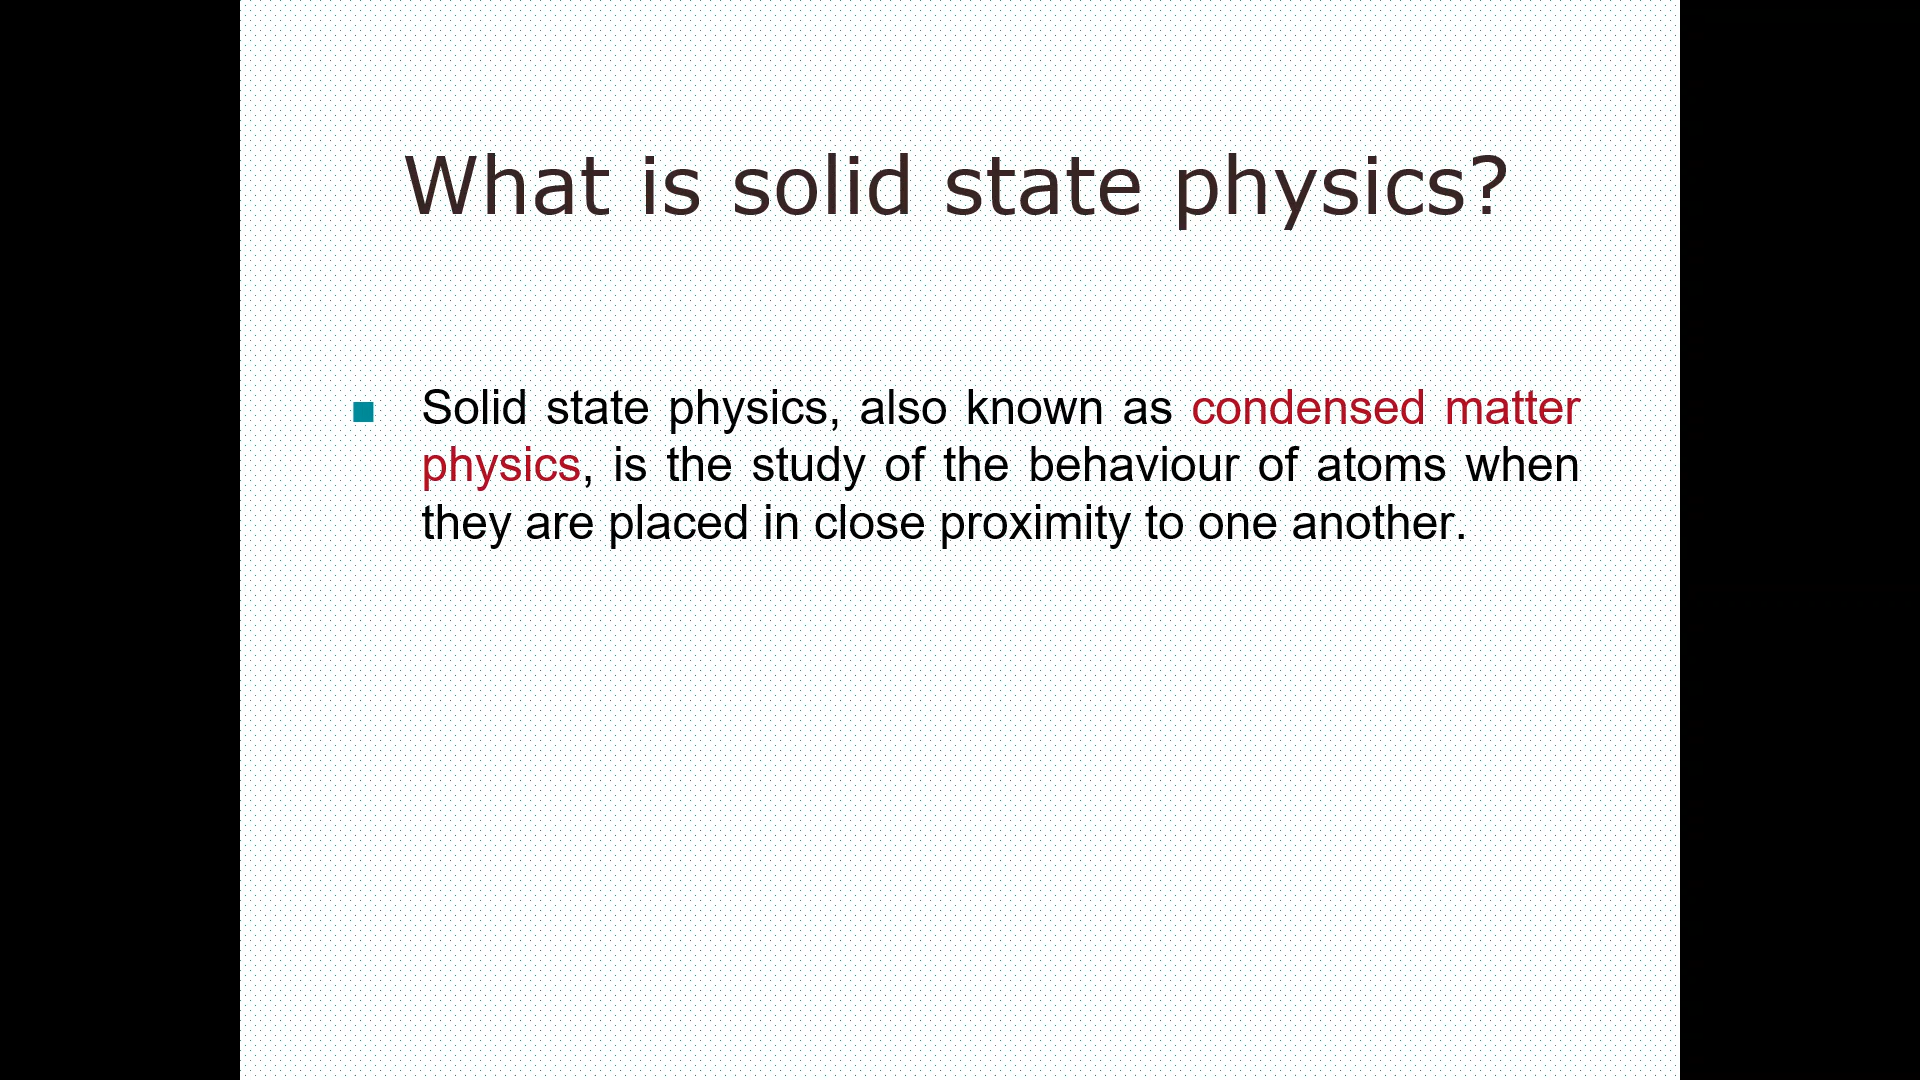 What is solid state physics?
Solid state physics, also known as condensed matter
physics, is the study of the behaviour of atoms when
they are placed in close proximity to one another.